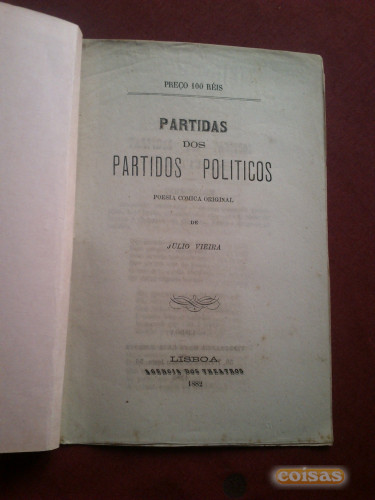 PREÇO 100 RÉIS
PARTIDAS
DOS
PARTIDOS POLITICOS
POESIA COMICA ORIGINAL
DE
JULIO VIEIRA
LISBOA
AGENCIA DOS THEATROS
1882
coisas